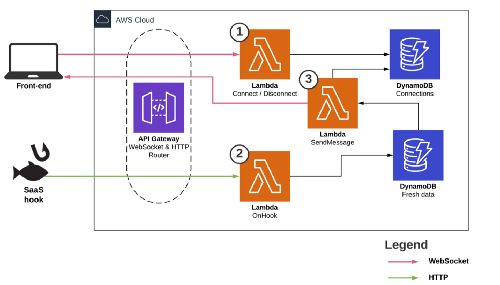 AWS Cloud
1
Lambda
Connect / Disconnect
DynamoDB
Connections
Front-end
3
Lambda
SendMessage
API Gateway
WebSocket & HTTP
Router
2
Lambda
OnHook
DynamoDB
Fresh data
SaaS
hook
Legend
WebSocket
HTTP